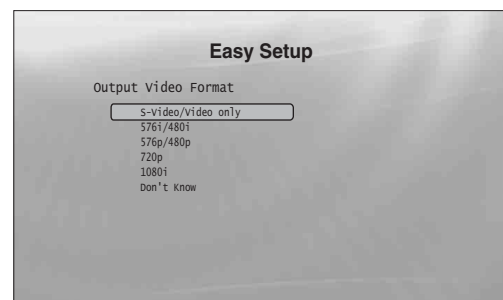 Easy Setup
Output Video Format
S-Video/Video only
576i/480i
576p/480p
720p
1080i
Don't Know